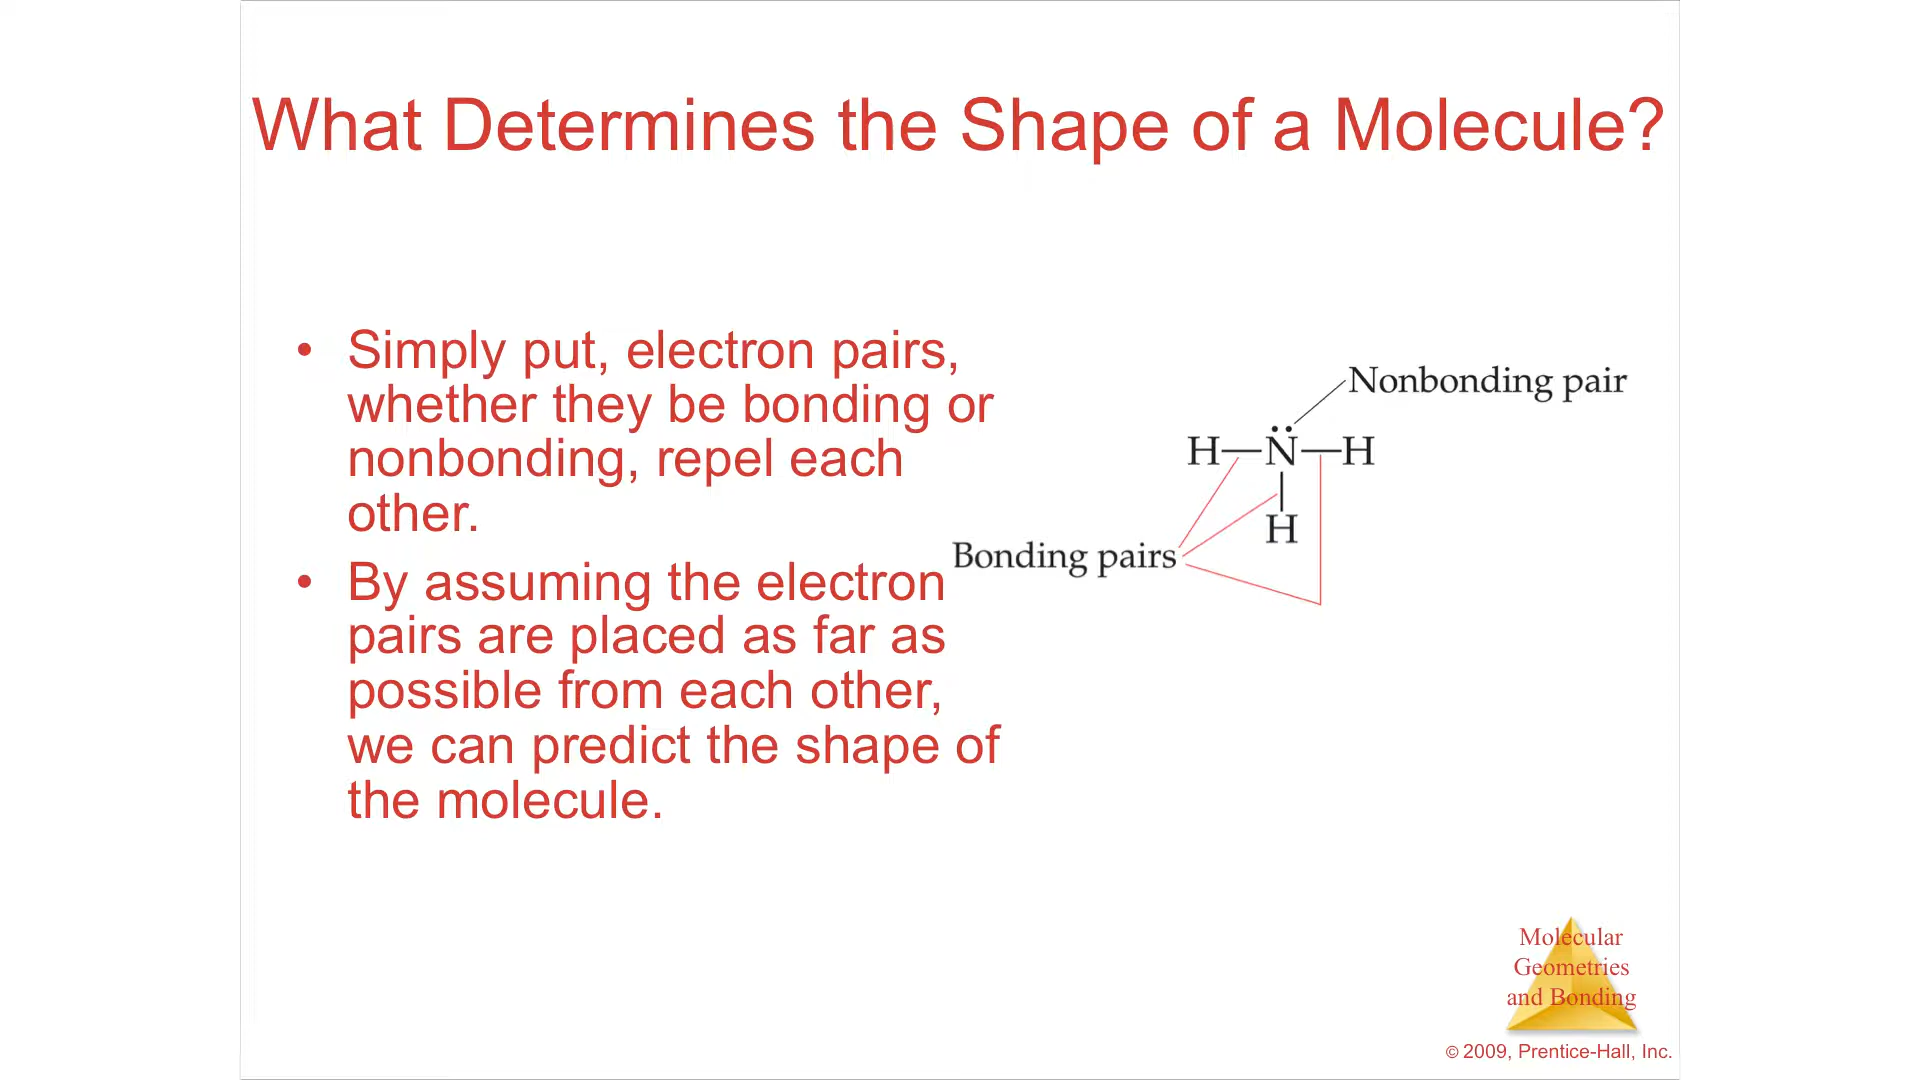 What Determines the Shape of a Molecule?
• Simply put, electron pairs,
whether they be bonding or
nonbonding, repel each
other.
• By assuming the electron
pairs are placed as far as
possible from each other,
we can predict the shape of
the molecule.
Nonbonding pair
H—N̈—H
H
Bonding pairs
Molecular
Geometries
and Bonding
© 2009, Prentice-Hall, Inc.